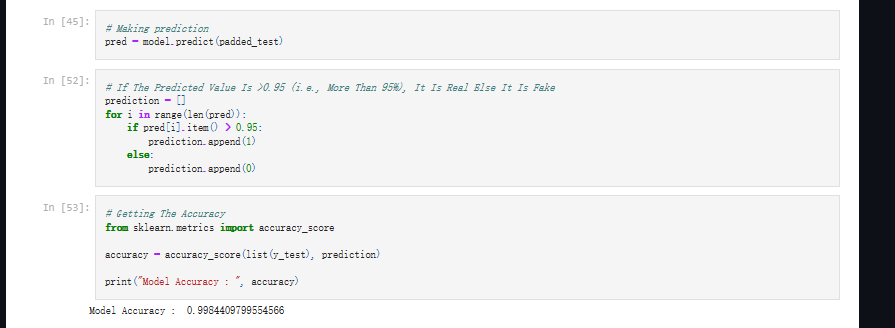 In [45]:
# Making prediction
pred = model.predict(padded_test)
In [52]:
# If The Predicted Value Is >0.95 (i.e., More Than 95%), It Is Real Else It Is Fake
prediction = []
for i in range(len(pred)):
    if pred[i].item() > 0.95:
        prediction.append(1)
    else:
        prediction.append(0)
In [53]:
# Getting The Accuracy
from sklearn.metrics import accuracy_score
accuracy = accuracy_score(list(y_test), prediction)
print("Model Accuracy : ", accuracy)
Model Accuracy :  0.9984409799554566